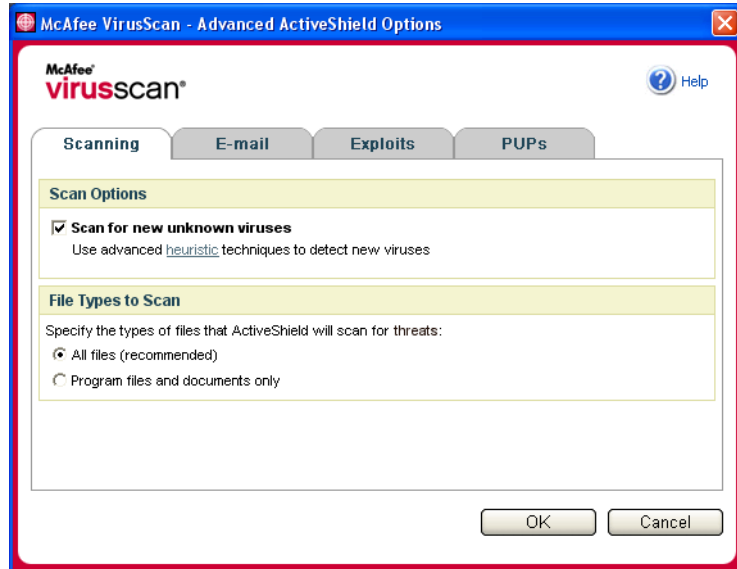 McAfee VirusScan - Advanced ActiveShield Options
McAfee®
virusscan®
Help
Scanning
E-mail
Exploits
PUPs
Scan Options
Scan for new unknown viruses
Use advanced heuristic techniques to detect new viruses
File Types to Scan
Specify the types of files that ActiveShield will scan for threats:
All files (recommended)
Program files and documents only
OK
Cancel